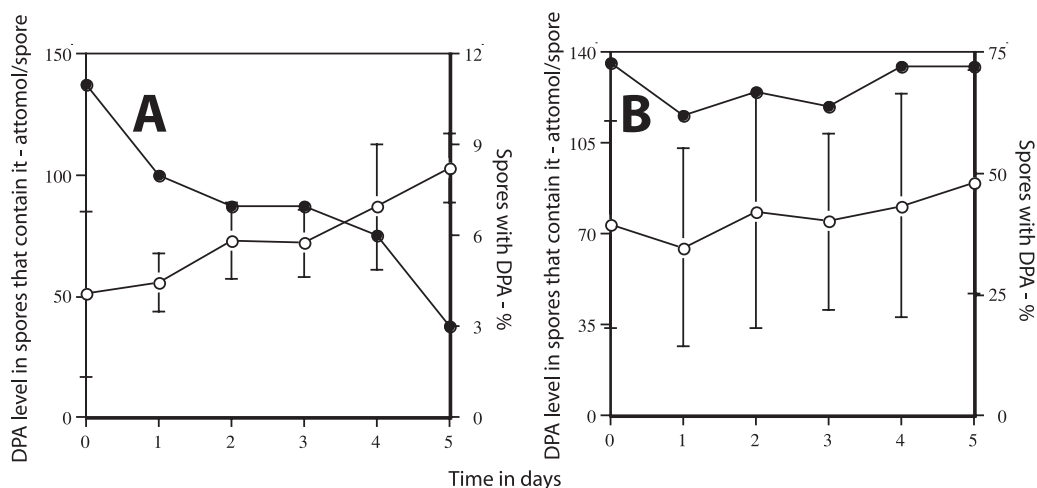 DPA level in spores that contain it - attomol/spore
150
100
50
0
A
12
9
6
3
0
Spores with DPA - %
0 1 2 3 4 5
DPA level in spores that contain it - attomol/spore
140
105
70
35
0
B
75
50
25
0
Spores with DPA - %
0 1 2 3 4 5
Time in days